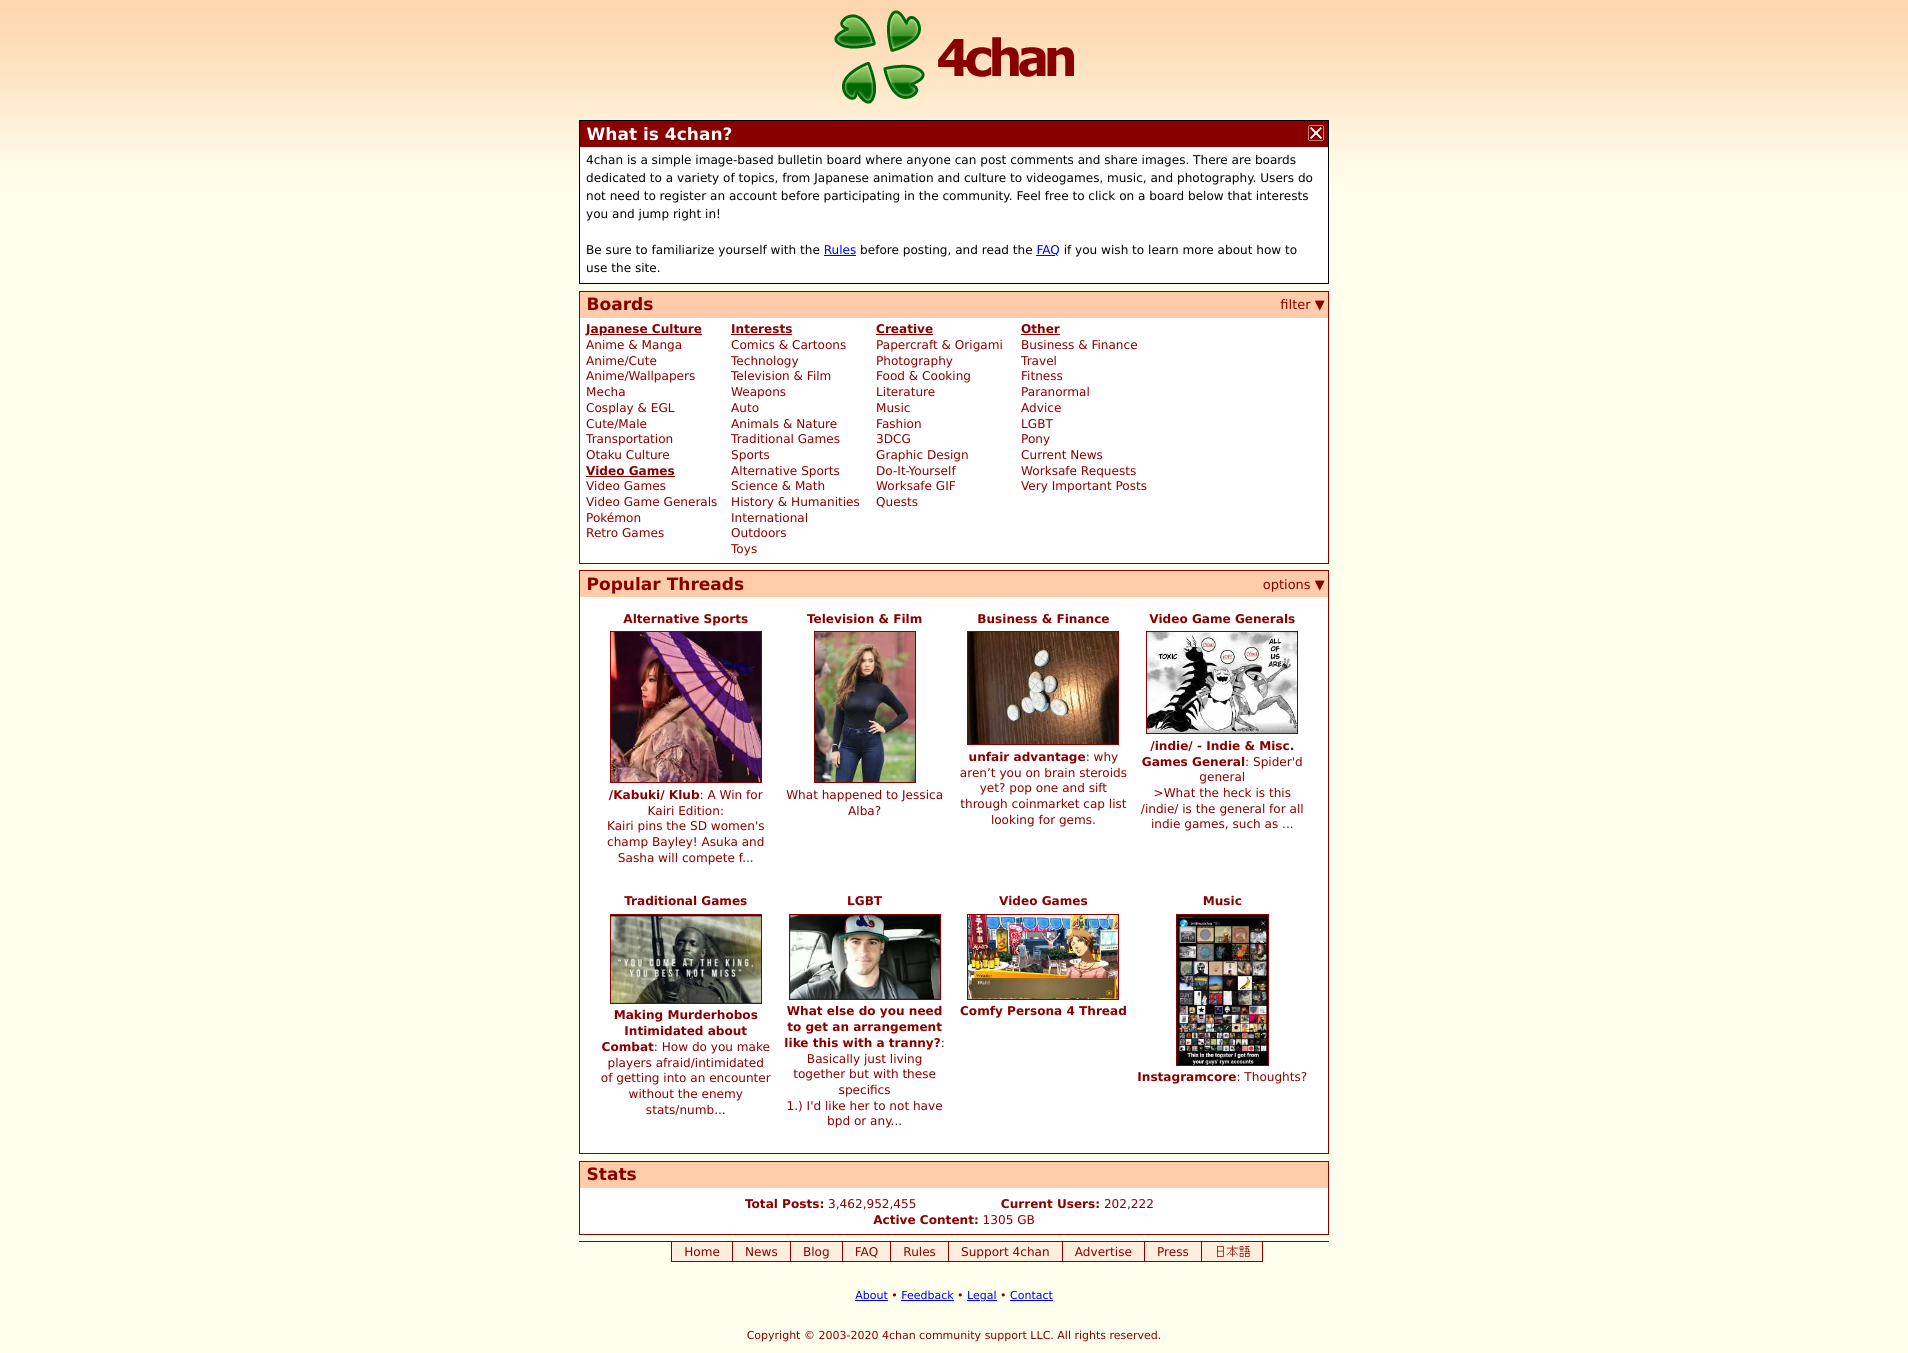 4chan
What is 4chan?
4chan is a simple image-based bulletin board where anyone can post comments and share images. There are boards
dedicated to a variety of topics, from Japanese animation and culture to videogames, music, and photography. Users do
not need to register an account before participating in the community. Feel free to click on a board below that interests
you and jump right in!
Be sure to familiarize yourself with the Rules before posting, and read the FAQ if you wish to learn more about how to
use the site.
Boards
filter ▼
Japanese Culture
Anime & Manga
Anime/Cute
Anime/Wallpapers
Mecha
Cosplay & EGL
Cute/Male
Transportation
Otaku Culture
Video Games
Video Games
Video Game Generals
Pokémon
Retro Games
Interests
Comics & Cartoons
Technology
Television & Film
Weapons
Auto
Animals & Nature
Traditional Games
Sports
Alternative Sports
Science & Math
History & Humanities
International
Outdoors
Toys
Creative
Papercraft & Origami
Photography
Food & Cooking
Literature
Music
Fashion
3DCG
Graphic Design
Do-It-Yourself
Worksafe GIF
Quests
Other
Business & Finance
Travel
Fitness
Paranormal
Advice
LGBT
Pony
Current News
Worksafe Requests
Very Important Posts
Popular Threads
options ▼
Alternative Sports
/Kabuki/ Klub: A Win for
Kairi Edition:
Kairi pins the SD women's
champ Bayley! Asuka and
Sasha will compete f...
Television & Film
What happened to Jessica
Alba?
Business & Finance
unfair advantage: why
aren’t you on brain steroids
yet? pop one and sift
through coinmarket cap list
looking for gems.
Video Game Generals
TOXIC
ALL
OF
US
ARE
/indie/ - Indie & Misc.
Games General: Spider'd
general
>What the heck is this
/indie/ is the general for all
indie games, such as ...
Traditional Games
"YOU COME AT THE KING,
YOU BEST NOT MISS"
Making Murderhobos
Intimidated about
Combat: How do you make
players afraid/intimidated
of getting into an encounter
without the enemy
stats/numb...
LGBT
What else do you need
to get an arrangement
like this with a tranny?:
Basically just living
together but with these
specifics
1.) I'd like her to not have
bpd or any...
Video Games
Comfy Persona 4 Thread
Music
This is the topster I got from
your guys' rym accounts
Instagramcore: Thoughts?
Stats
Total Posts: 3,462,952,455
Current Users: 202,222
Active Content: 1305 GB
Home
News
Blog
FAQ
Rules
Support 4chan
Advertise
Press
日本語
About • Feedback • Legal • Contact
Copyright © 2003-2020 4chan community support LLC. All rights reserved.